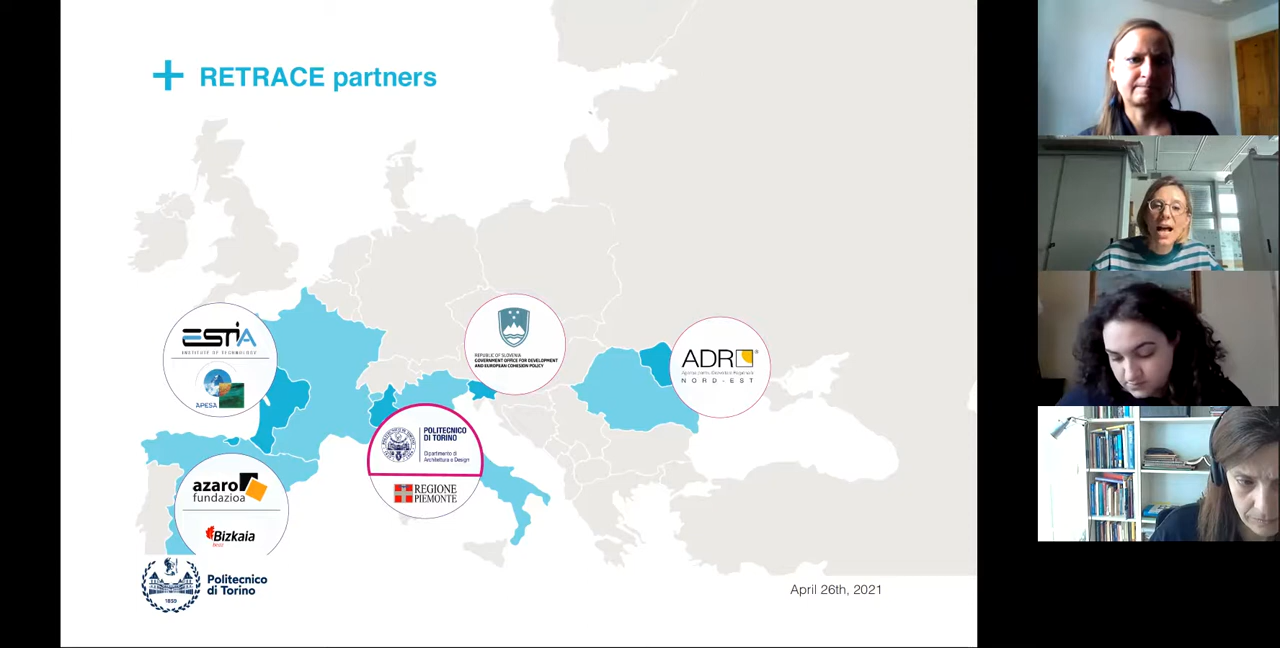 + RETRACE partners
ESTIA
INSTITUTE OF TECHNOLOGY
APESA
REPUBLIC OF SLOVENIA
GOVERNMENT OFFICE FOR DEVELOPMENT
AND EUROPEAN COHESION POLICY
ADR
NORD-EST
POLITECNICO
DI TORINO
Dipartimento di
Architettura e Design
REGIONE
PIEMONTE
azaro
fundazioa
Bizkaia
1859
Politecnico
di Torino
April 26th, 2021